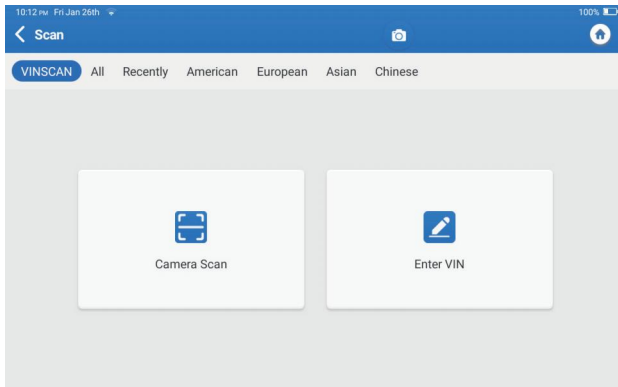 10:12 PM Fri Jan 26th 100%
Scan
VINSCAN All Recently American European Asian Chinese
Camera Scan Enter VIN